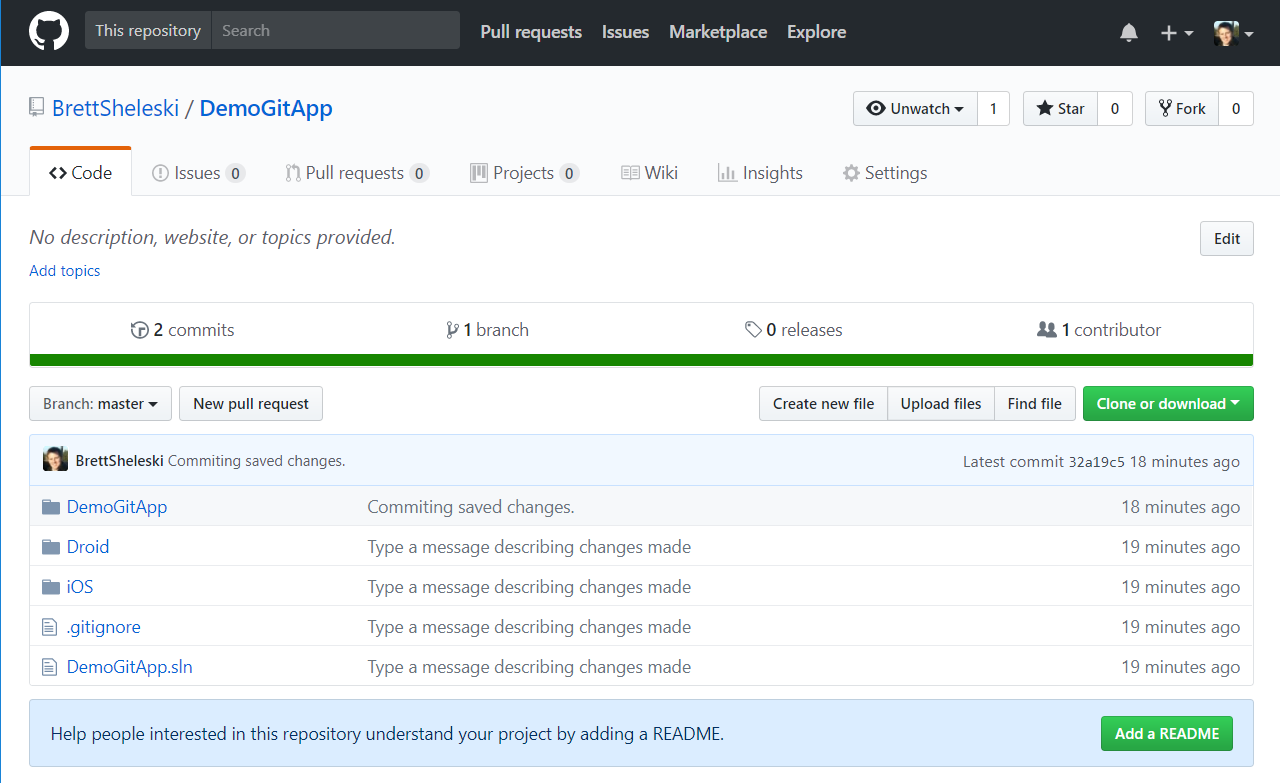 This repository Search Pull requests Issues Marketplace Explore
BrettSheleski / DemoGitApp Unwatch 1 Star 0 Fork 0
Code Issues 0 Pull requests 0 Projects 0 Wiki Insights Settings
No description, website, or topics provided. Edit
Add topics
2 commits 1 branch 0 releases 1 contributor
Branch: master New pull request Create new file Upload files Find file Clone or download
BrettSheleski Commiting saved changes. Latest commit 32a19c5 18 minutes ago
DemoGitApp Commiting saved changes. 18 minutes ago
Droid Type a message describing changes made 19 minutes ago
iOS Type a message describing changes made 19 minutes ago
.gitignore Type a message describing changes made 19 minutes ago
DemoGitApp.sln Type a message describing changes made 19 minutes ago
Help people interested in this repository understand your project by adding a README. Add a README